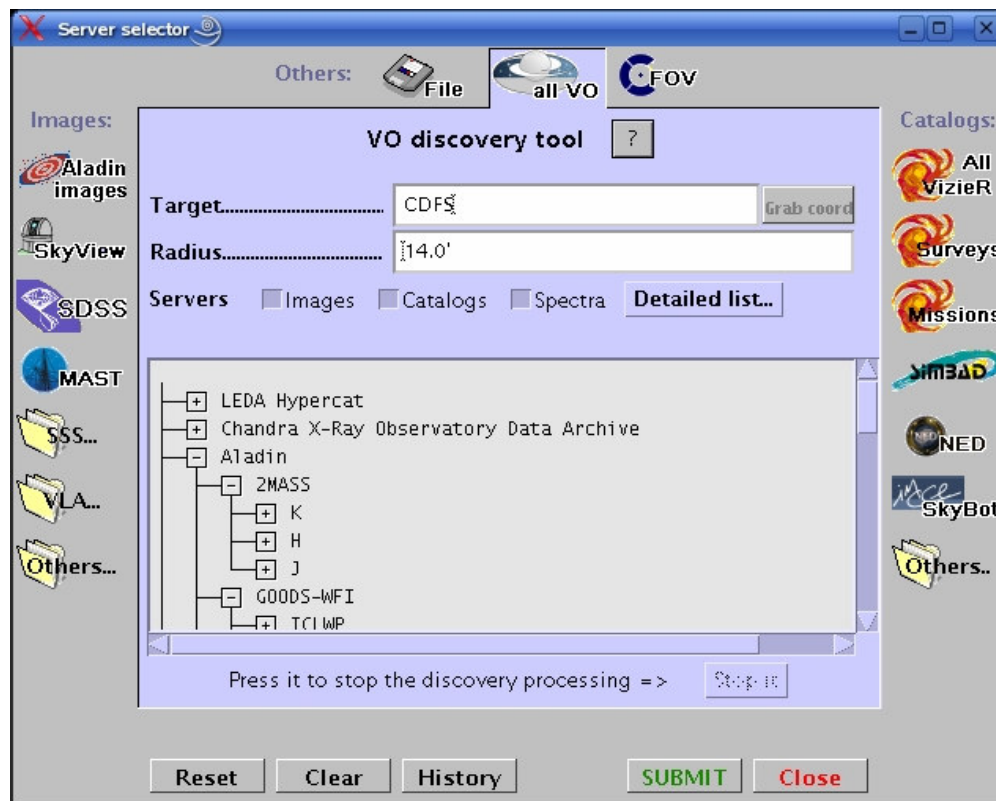 Server selector
Others: File all VO FOV
Images:
Catalogs:
VO discovery tool ?
Aladin images
SkyView
SDSS
MAST
SSS...
VLA...
Others...
All VizieR
Surveys
Missions
SIMBAD
NED
imcce SkyBot
Others..
Target................................. CDFS Grab coord
Radius................................. 14.0'
Servers Images Catalogs Spectra Detailed list...
LEDA Hypercat
Chandra X-Ray Observatory Data Archive
Aladin
2MASS
K
H
J
GOODS-WFI
Press it to stop the discovery processing => Stop it
Reset Clear History SUBMIT Close